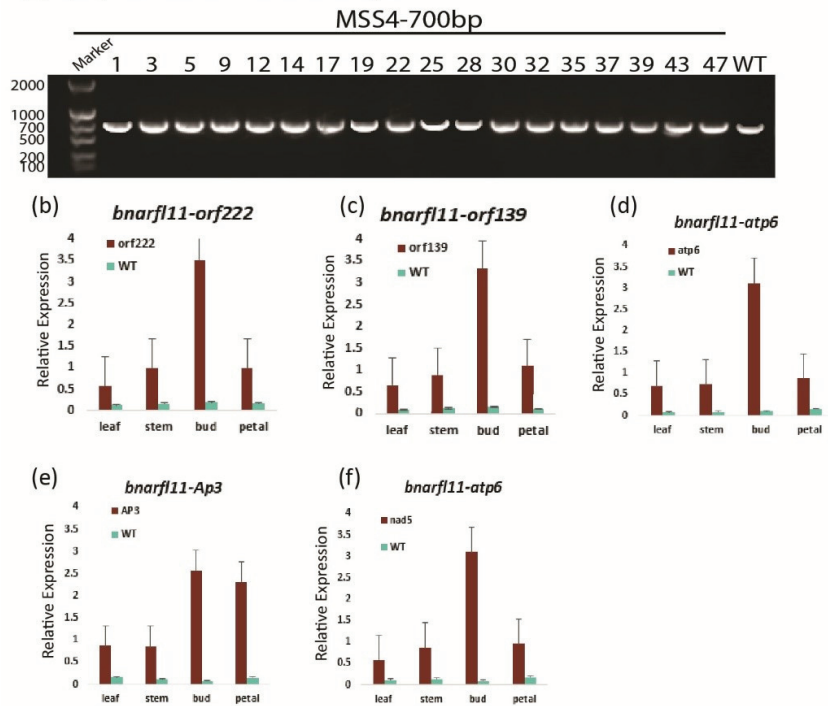 MSS4-700bp
Marker 1 3 5 9 12 14 17 19 22 25 28 30 32 35 37 39 43 47 WT
2000
1000
700
500
200
100
(b) bnarfl11-orf222
orf222
WT
Relative Expression
4
3.5
3
2.5
2
1.5
1
0.5
0
leaf stem bud petal
(c) bnarfl11-orf139
orf139
WT
Relative Expression
4
3.5
3
2.5
2
1.5
1
0.5
0
leaf stem bud petal
(d) bnarfl11-atp6
atp6
WT
Relative Expression
4
3.5
3
2.5
2
1.5
1
0.5
0
leaf stem bud petal
(e) bnarfl11-Ap3
AP3
WT
Relative Expression
4
3.5
3
2.5
2
1.5
1
0.5
0
leaf stem bud petal
(f) bnarfl11-atp6
nad5
WT
Relative Expression
4
3.5
3
2.5
2
1.5
1
0.5
0
leaf stem bud petal